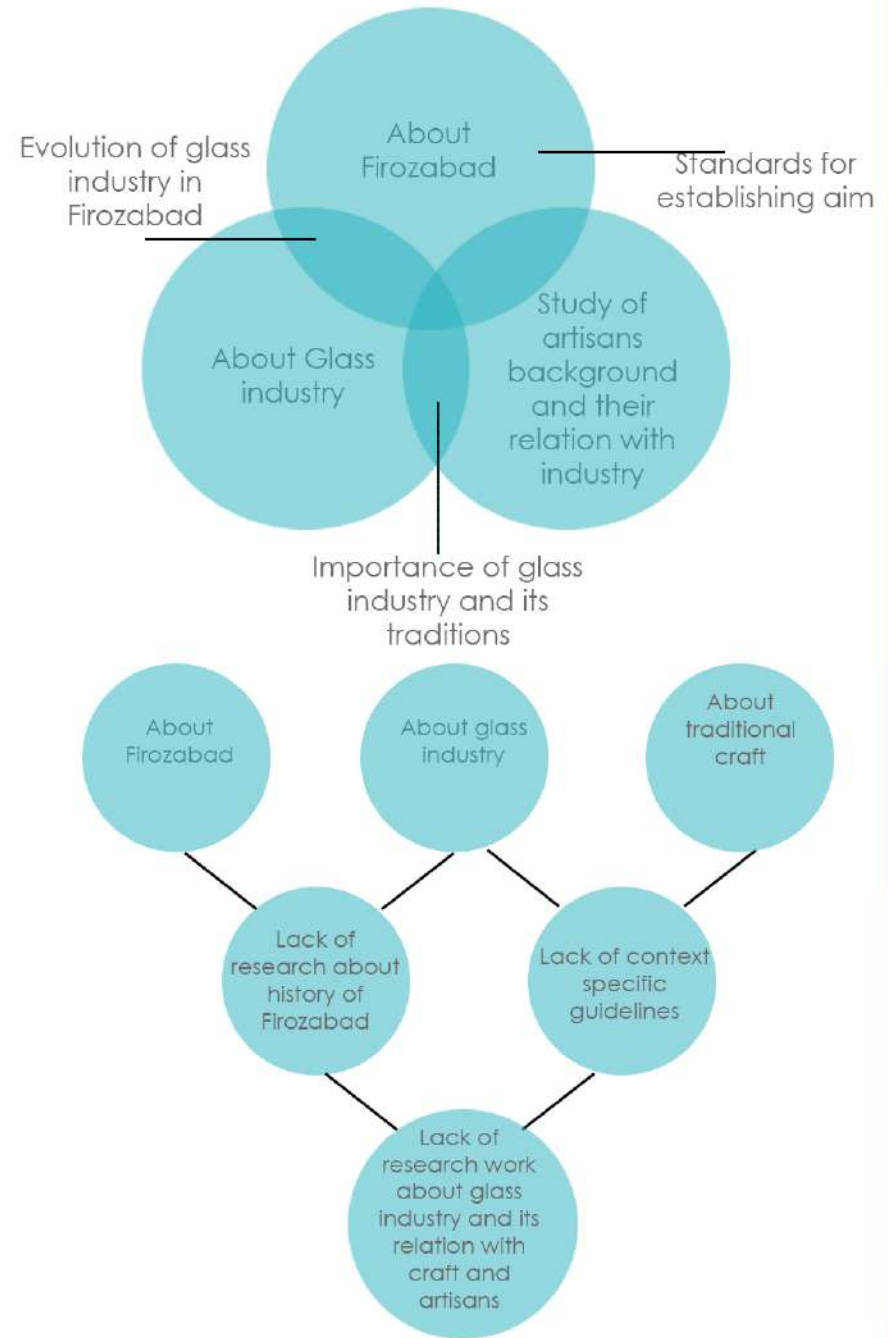 About
Firozabad
Evolution of glass
industry in
Firozabad
Standards for
establishing aim
About Glass
industry
Study of
artisans
background
and their
relation with
industry
Importance of glass
industry and its
traditions
About
Firozabad
About glass
industry
About
traditional
craft
Lack of
research about
history of
Firozabad
Lack of context
specific
guidelines
Lack of
research work
about glass
industry and its
relation with
craft and
artisans